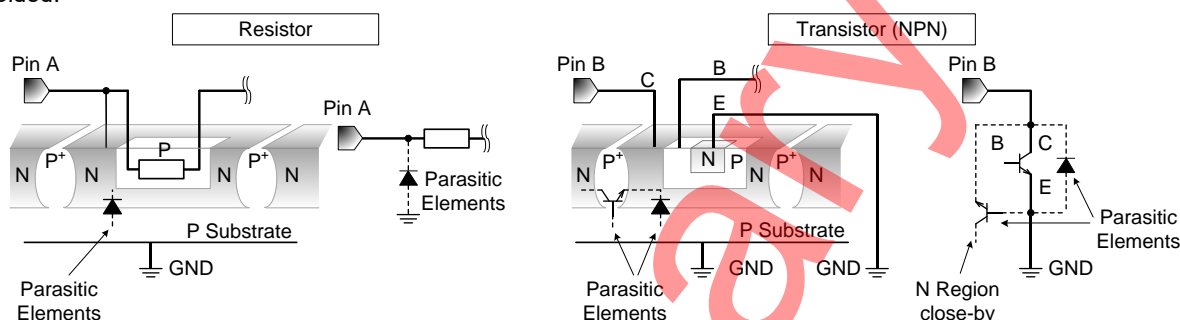 Resistor
Pin A
N
P+
N
P
N
P+
N
Parasitic
Elements
P Substrate
GND
Pin A
Parasitic
Elements
Transistor (NPN)
Pin B
C
B
E
N
P+
N
P
N
P+
N
P Substrate
GND
GND
Parasitic
Elements
Pin B
B
C
E
Parasitic
Elements
GND
N Region
close-by
ary